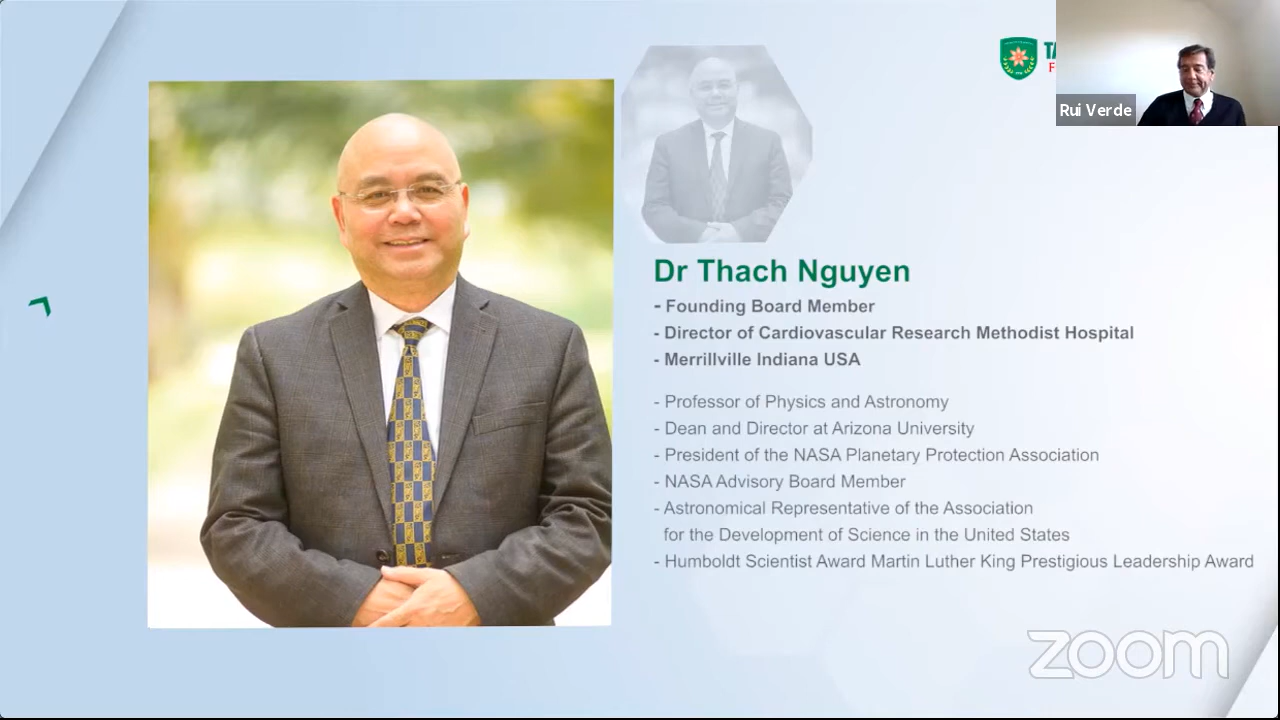 TA
F
Rui Verde
Dr Thach Nguyen
- Founding Board Member
- Director of Cardiovascular Research Methodist Hospital
- Merrillville Indiana USA
- Professor of Physics and Astronomy
- Dean and Director at Arizona University
- President of the NASA Planetary Protection Association
- NASA Advisory Board Member
- Astronomical Representative of the Association
for the Development of Science in the United States
- Humboldt Scientist Award Martin Luther King Prestigious Leadership Award
zoom